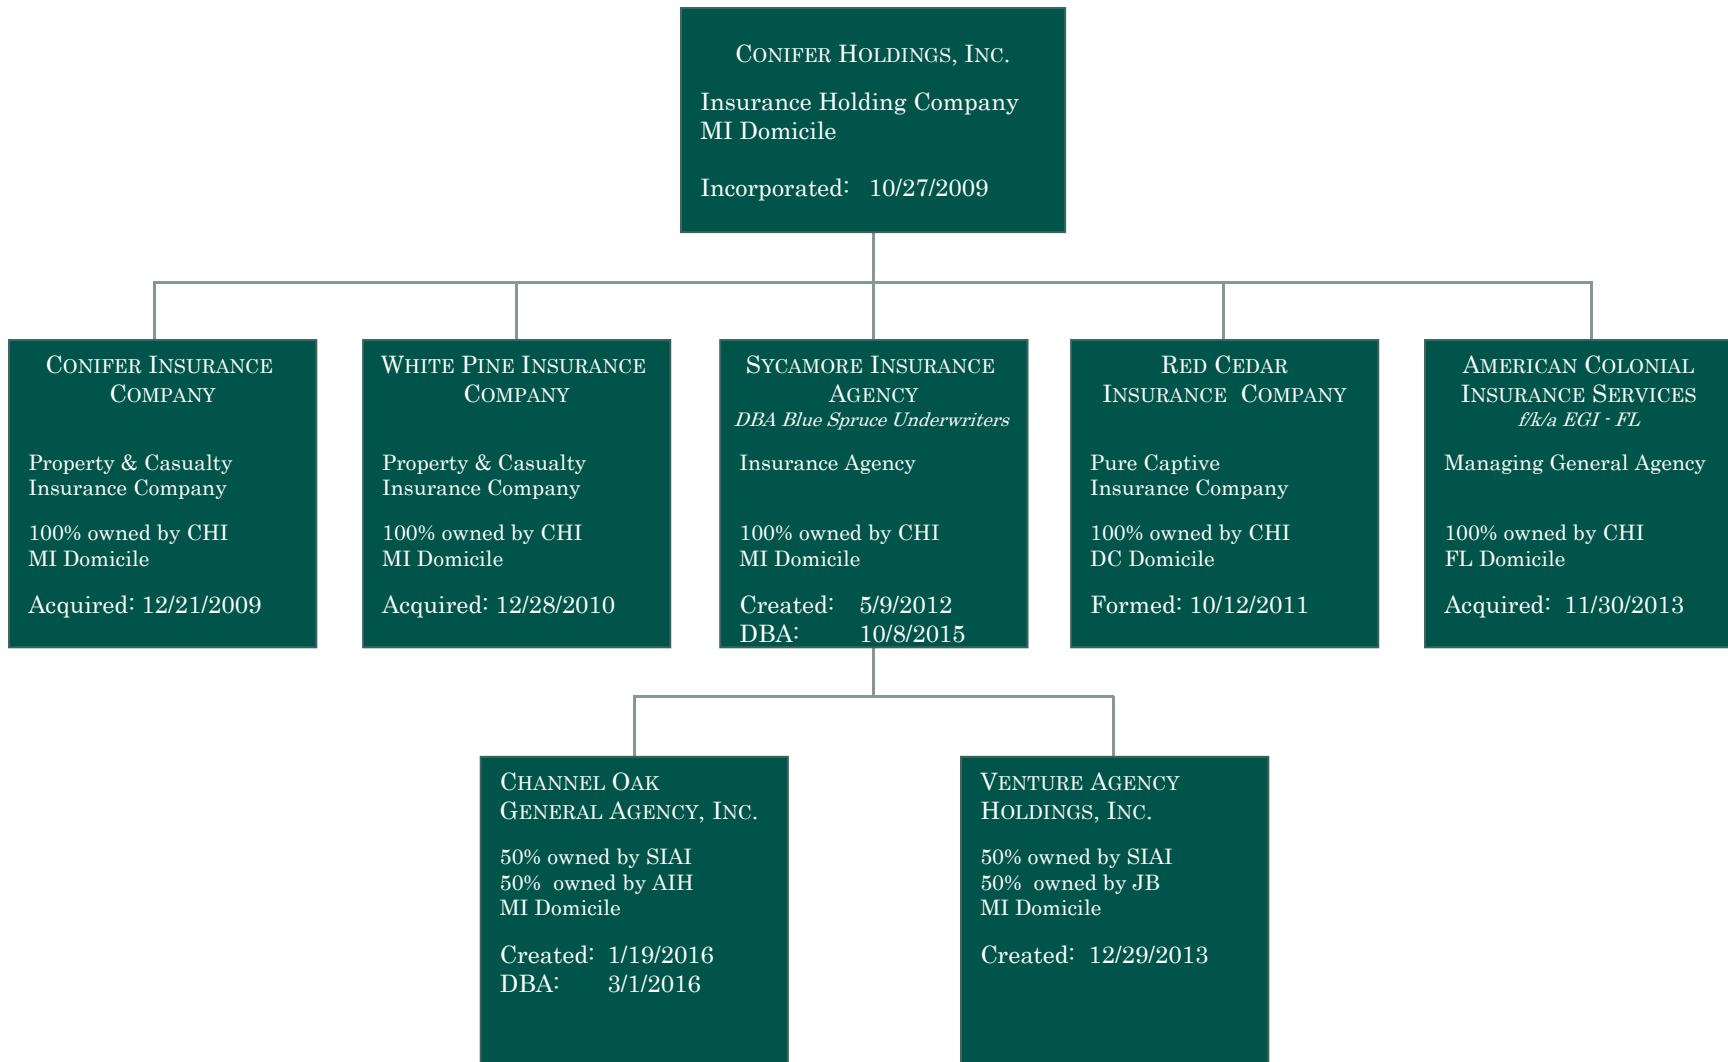 CONIFER HOLDINGS, INC.
Insurance Holding Company
MI Domicile
Incorporated: 10/27/2009
CONIFER INSURANCE
COMPANY
Property & Casualty
Insurance Company
100% owned by CHI
MI Domicile
Acquired: 12/21/2009
WHITE PINE INSURANCE
COMPANY
Property & Casualty
Insurance Company
100% owned by CHI
MI Domicile
Acquired: 12/28/2010
SYCAMORE INSURANCE
AGENCY
DBA Blue Spruce Underwriters
Insurance Agency
100% owned by CHI
MI Domicile
Created: 5/9/2012
DBA: 10/8/2015
RED CEDAR
INSURANCE COMPANY
Pure Captive
Insurance Company
100% owned by CHI
DC Domicile
Formed: 10/12/2011
AMERICAN COLONIAL
INSURANCE SERVICES
f/k/a EGI - FL
Managing General Agency
100% owned by CHI
FL Domicile
Acquired: 11/30/2013
CHANNEL OAK
GENERAL AGENCY, INC.
50% owned by SIAI
50% owned by AIH
MI Domicile
Created: 1/19/2016
DBA: 3/1/2016
VENTURE AGENCY
HOLDINGS, INC.
50% owned by SIAI
50% owned by JB
MI Domicile
Created: 12/29/2013